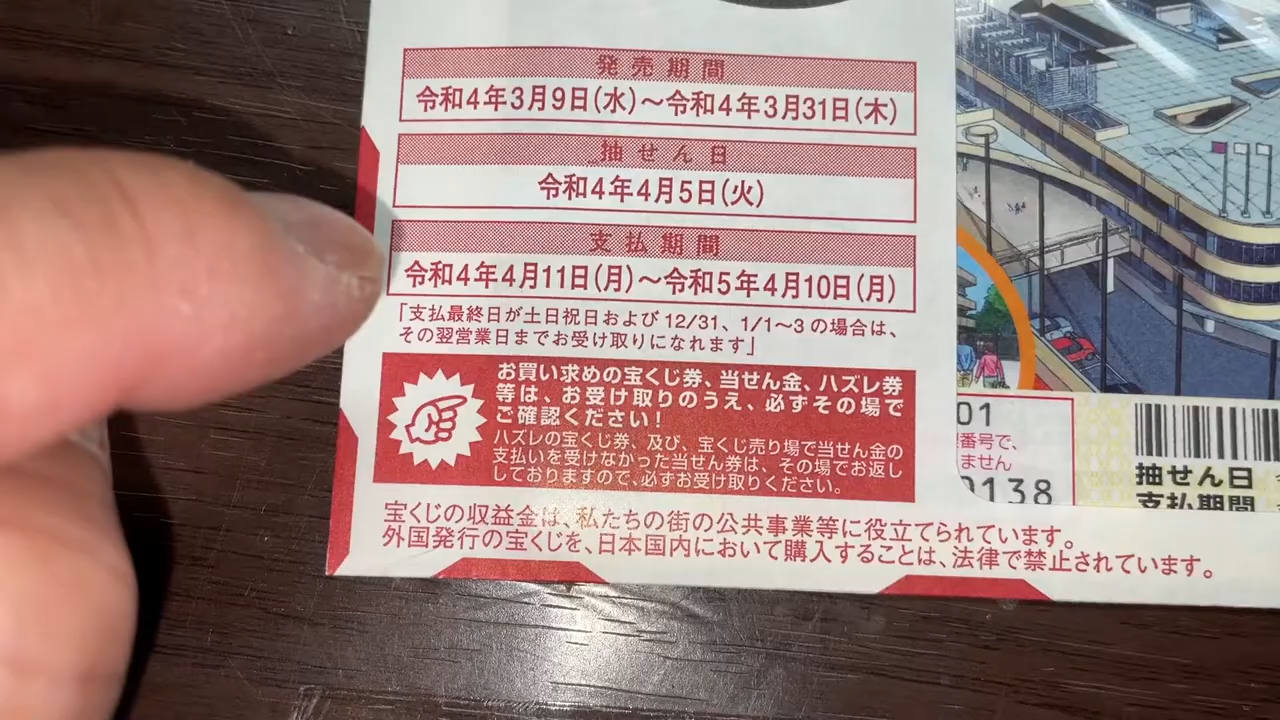 発売期間
令和4年3月9日(水)～令和4年3月31日(木)
抽せん日
令和4年4月5日(火)
支払期間
令和4年4月11日(月)～令和5年4月10日(月)
「支払最終日が土日祝日および12/31、1/1～3の場合は、
その翌営業日までお受け取りになれます」
お買い求めの宝くじ券、当せん金、ハズレ券
等は、お受け取りのうえ、必ずその場で
ご確認ください！
ハズレの宝くじ券、及び、宝くじ売り場で当せん金の
支払いを受けなかった当せん券は、その場でお返し
しておりますので、必ずお受け取りください。
宝くじの収益金は、私たちの街の公共事業等に役立てられています。
外国発行の宝くじを、日本国内において購入することは、法律で禁止されています。
01
番号で、
ません
0138
抽せん日
支払期間